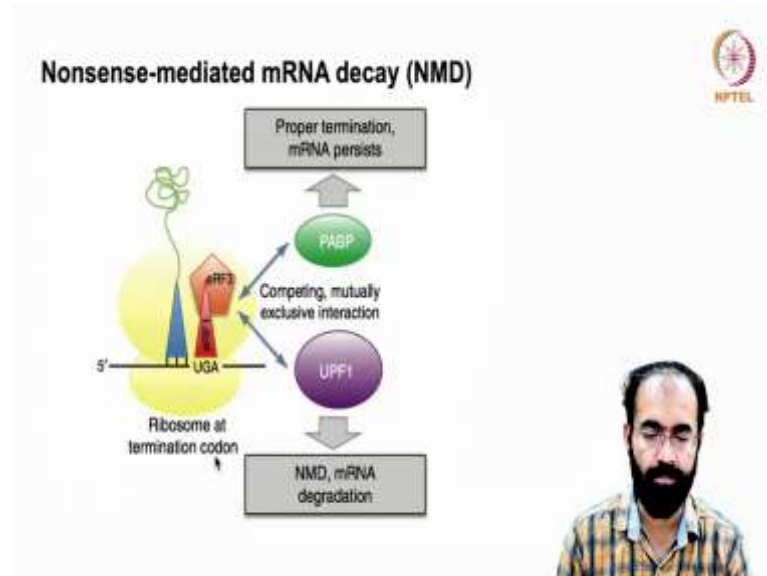 Nonsense-mediated mRNA decay (NMD)
NPTEL
Proper termination,
mRNA persists
PABP
eRF3
Competing, mutually
exclusive interaction
UPF1
5'
UGA
Ribosome at
termination codon
NMD, mRNA
degradation